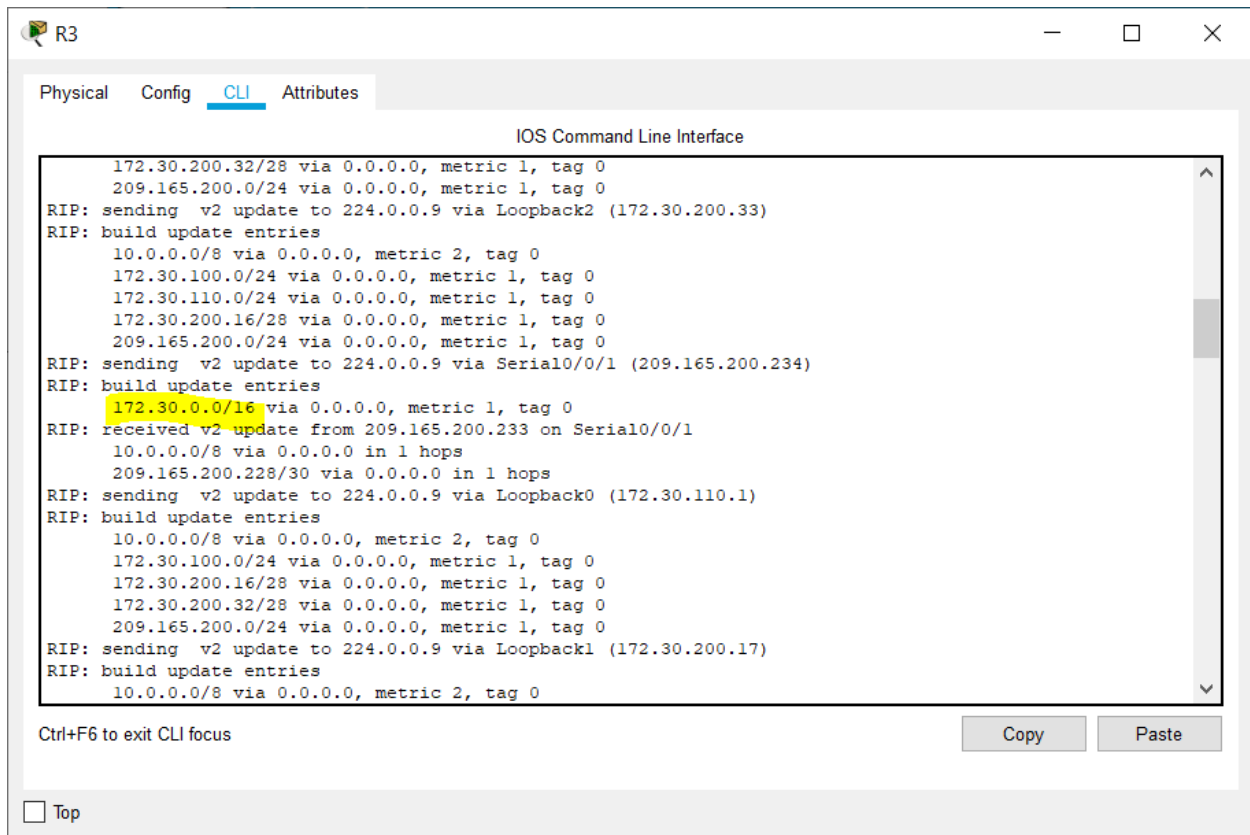 R3
Physical Config CLI Attributes
IOS Command Line Interface
172.30.200.32/28 via 0.0.0.0, metric 1, tag 0
209.165.200.0/24 via 0.0.0.0, metric 1, tag 0
RIP: sending  v2 update to 224.0.0.9 via Loopback2 (172.30.200.33)
RIP: build update entries
10.0.0.0/8 via 0.0.0.0, metric 2, tag 0
172.30.100.0/24 via 0.0.0.0, metric 1, tag 0
172.30.110.0/24 via 0.0.0.0, metric 1, tag 0
172.30.200.16/28 via 0.0.0.0, metric 1, tag 0
209.165.200.0/24 via 0.0.0.0, metric 1, tag 0
RIP: sending  v2 update to 224.0.0.9 via Serial0/0/1 (209.165.200.234)
RIP: build update entries
172.30.0.0/16 via 0.0.0.0, metric 1, tag 0
RIP: received v2 update from 209.165.200.233 on Serial0/0/1
10.0.0.0/8 via 0.0.0.0 in 1 hops
209.165.200.228/30 via 0.0.0.0 in 1 hops
RIP: sending  v2 update to 224.0.0.9 via Loopback0 (172.30.110.1)
RIP: build update entries
10.0.0.0/8 via 0.0.0.0, metric 2, tag 0
172.30.100.0/24 via 0.0.0.0, metric 1, tag 0
172.30.200.16/28 via 0.0.0.0, metric 1, tag 0
172.30.200.32/28 via 0.0.0.0, metric 1, tag 0
209.165.200.0/24 via 0.0.0.0, metric 1, tag 0
RIP: sending  v2 update to 224.0.0.9 via Loopback1 (172.30.200.17)
RIP: build update entries
10.0.0.0/8 via 0.0.0.0, metric 2, tag 0
Ctrl+F6 to exit CLI focus
Copy Paste
Top